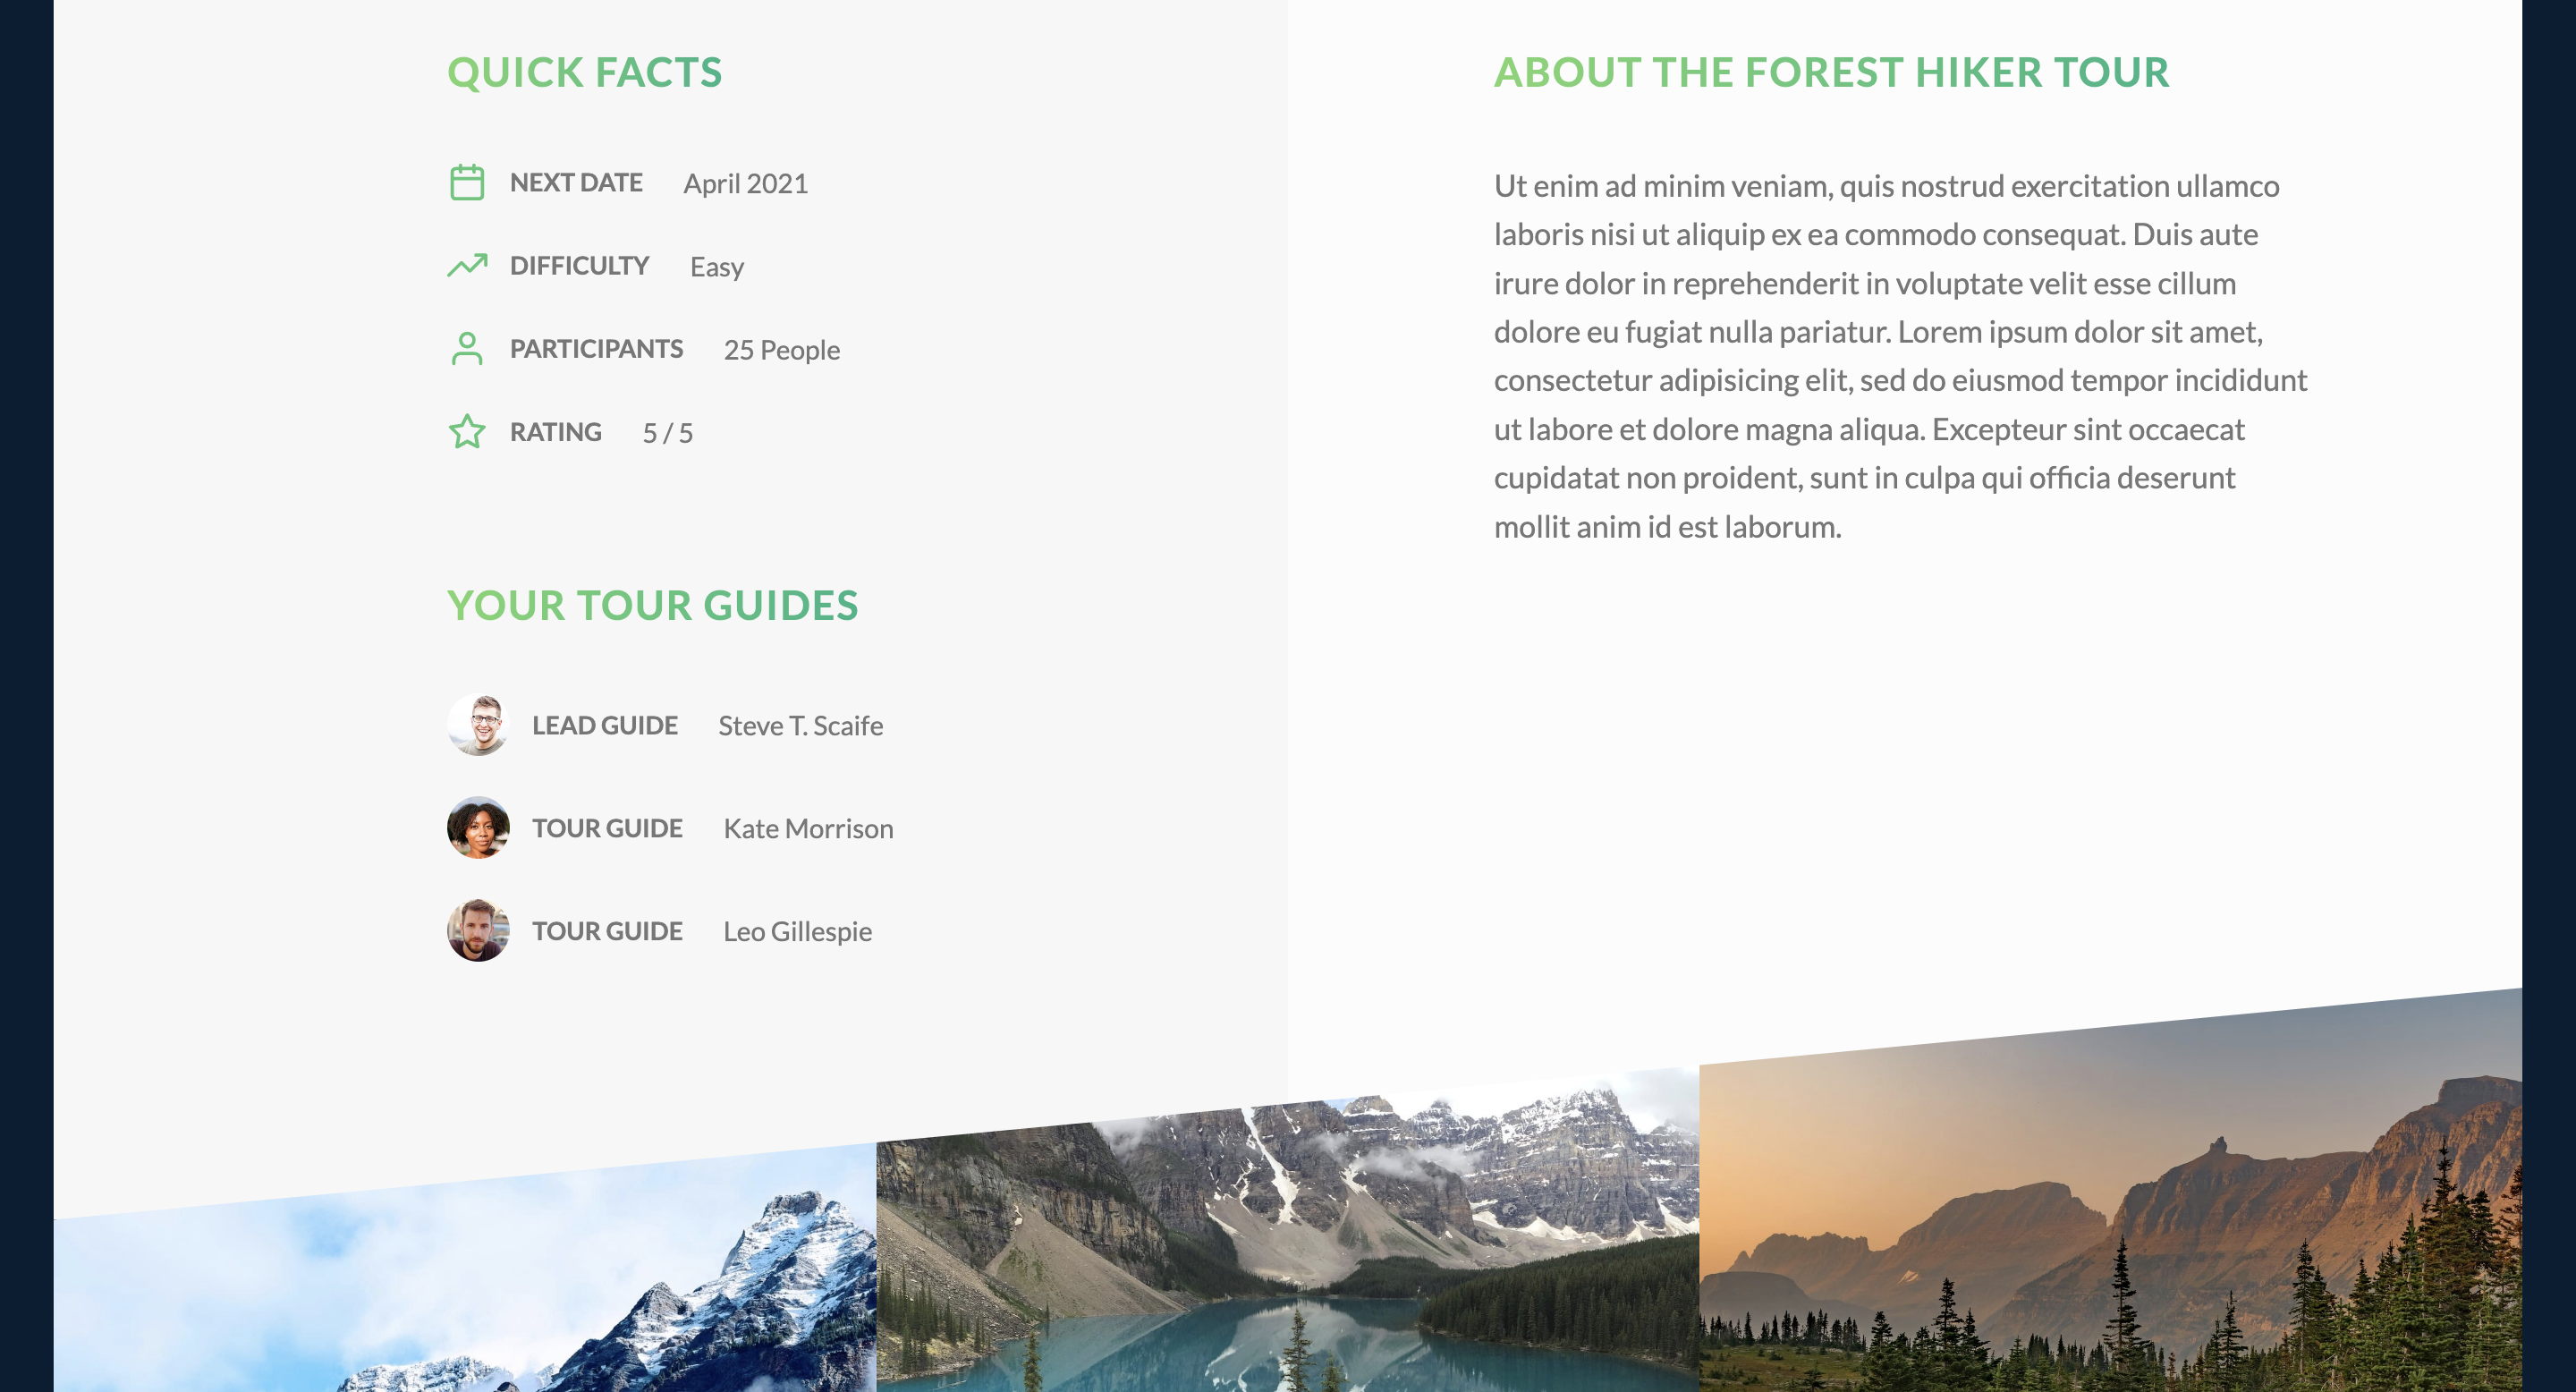 QUICK FACTS
NEXT DATE April 2021
DIFFICULTY Easy
PARTICIPANTS 25 People
RATING 5 / 5
YOUR TOUR GUIDES
LEAD GUIDE Steve T. Scaife
TOUR GUIDE Kate Morrison
TOUR GUIDE Leo Gillespie
ABOUT THE FOREST HIKER TOUR
Ut enim ad minim veniam, quis nostrud exercitation ullamco
laboris nisi ut aliquip ex ea commodo consequat. Duis aute
irure dolor in reprehenderit in voluptate velit esse cillum
dolore eu fugiat nulla pariatur. Lorem ipsum dolor sit amet,
consectetur adipisicing elit, sed do eiusmod tempor incididunt
ut labore et dolore magna aliqua. Excepteur sint occaecat
cupidatat non proident, sunt in culpa qui officia deserunt
mollit anim id est laborum.